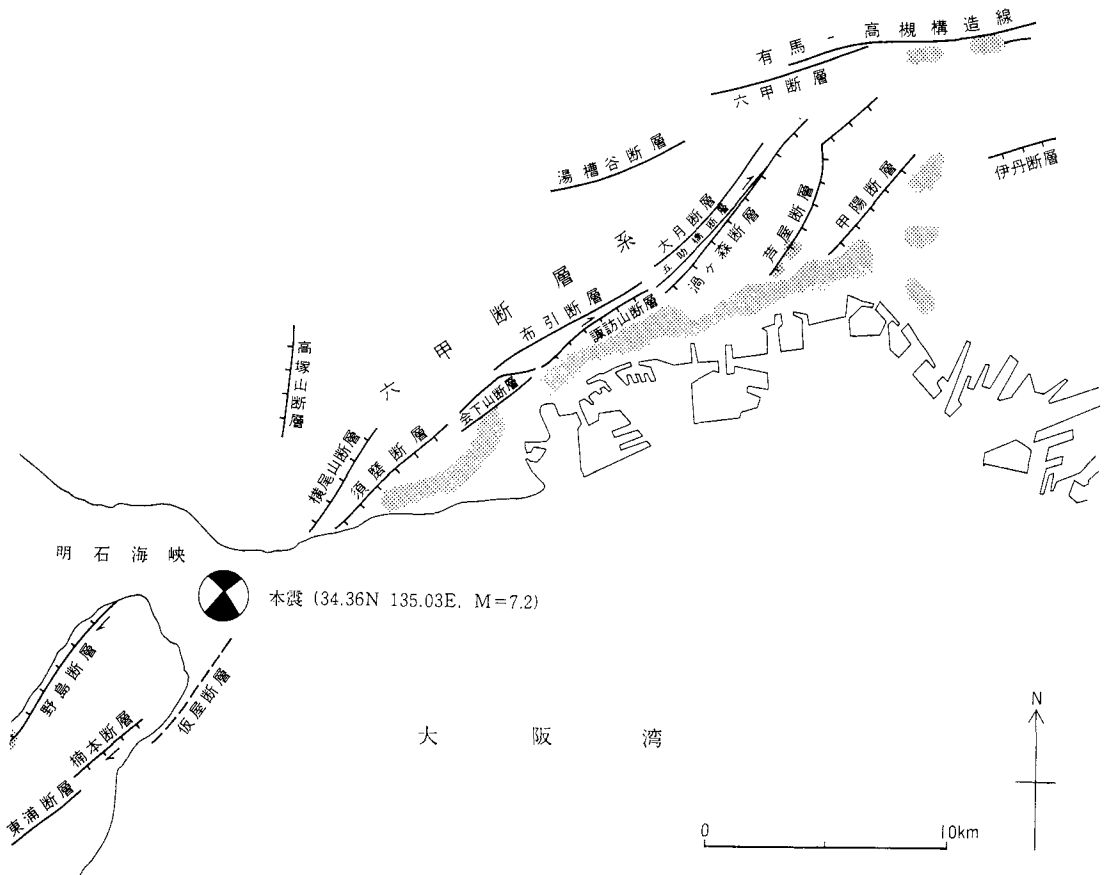 有馬-高槻構造線
六甲断層
湯槽谷断層
伊丹断層
甲陽断層
芦屋断層
大月断層
五助橋断層
渦ヶ森断層
六甲断層系
布引断層
諏訪山断層
会下山断層
高塚山断層
横尾山断層
須磨断層
明石海峡
本震 (34.36N 135.03E, M=7.2)
野島断層
仮屋断層
楠本断層
東浦断層
大阪湾
N
0 10km